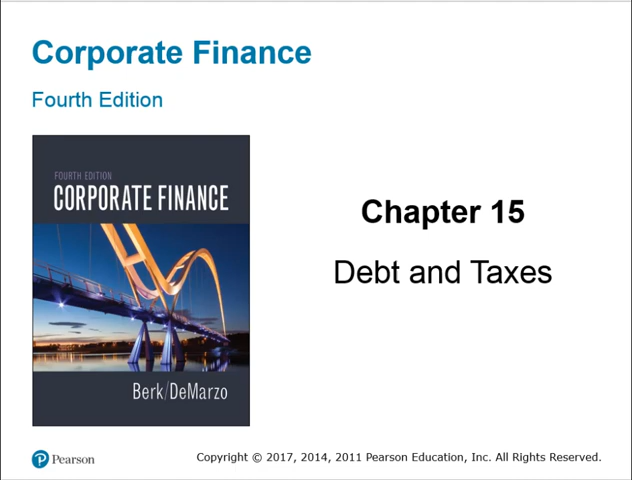 Corporate Finance
Fourth Edition
FOURTH EDITION
CORPORATE FINANCE
Berk/DeMarzo
Chapter 15
Debt and Taxes
Pearson
Copyright © 2017, 2014, 2011 Pearson Education, Inc. All Rights Reserved.